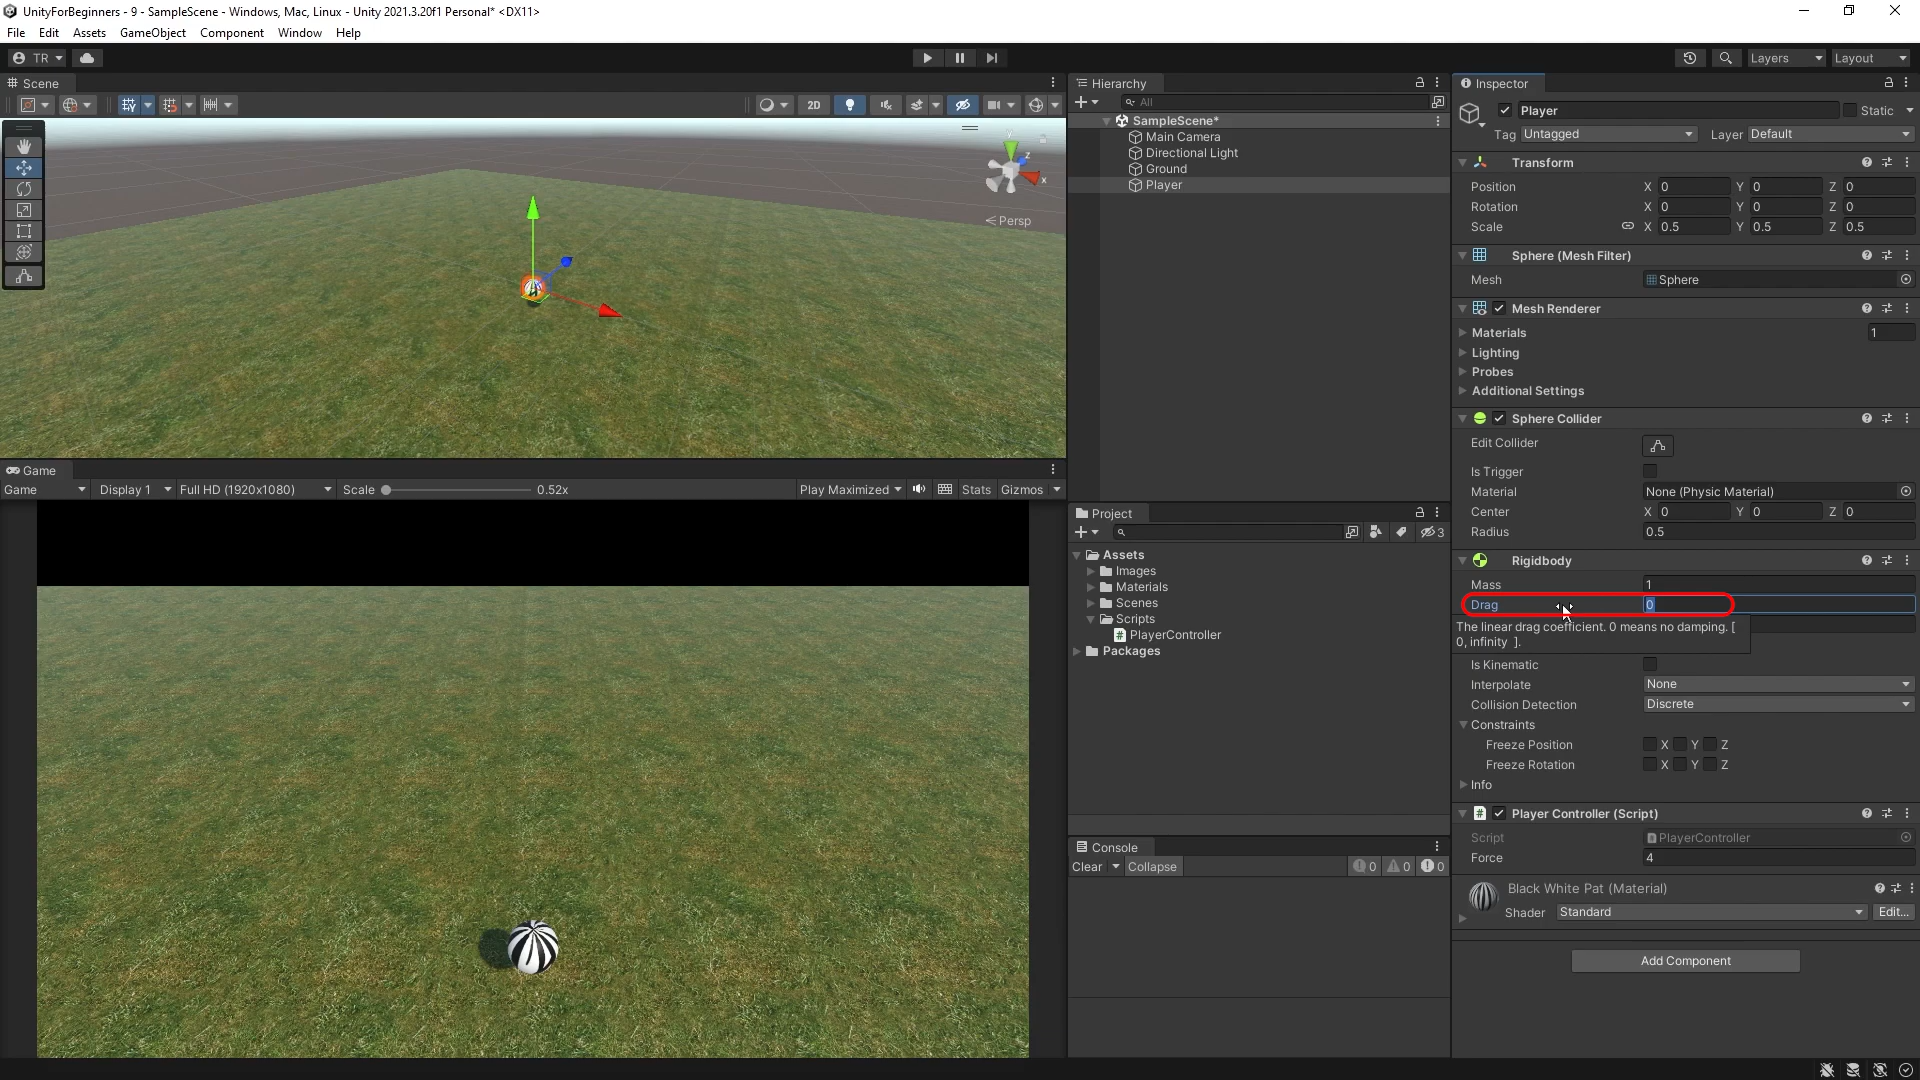 UnityForBeginners - 9 - SampleScene - Windows, Mac, Linux - Unity 2021.3.20f1 Personal* <DX11>
File Edit Assets GameObject Component Window Help
TR
Layers
Layout
Scene
2D
y
z
x
Persp
Game
Game
Display 1
Full HD (1920x1080)
Scale
0.52x
Play Maximized
Stats
Gizmos
Hierarchy
All
SampleScene*
Main Camera
Directional Light
Ground
Player
Project
3
Assets
Images
Materials
Scenes
Scripts
# PlayerController
Packages
Console
Clear
Collapse
0
0
0
Inspector
Player
Static
Tag Untagged
Layer Default
Transform
Position X 0 Y 0 Z 0
Rotation X 0 Y 0 Z 0
Scale X 0.5 Y 0.5 Z 0.5
Sphere (Mesh Filter)
Mesh Sphere
Mesh Renderer
Materials 1
Lighting
Probes
Additional Settings
Sphere Collider
Edit Collider
Is Trigger
Material None (Physic Material)
Center X 0 Y 0 Z 0
Radius 0.5
Rigidbody
Mass 1
Drag 0
The linear drag coefficient. 0 means no damping. [
0, infinity ].
Is Kinematic
Interpolate None
Collision Detection Discrete
Constraints
Freeze Position X Y Z
Freeze Rotation X Y Z
Info
# Player Controller (Script)
Script PlayerController
Force 4
Black White Pat (Material)
Shader Standard Edit...
Add Component